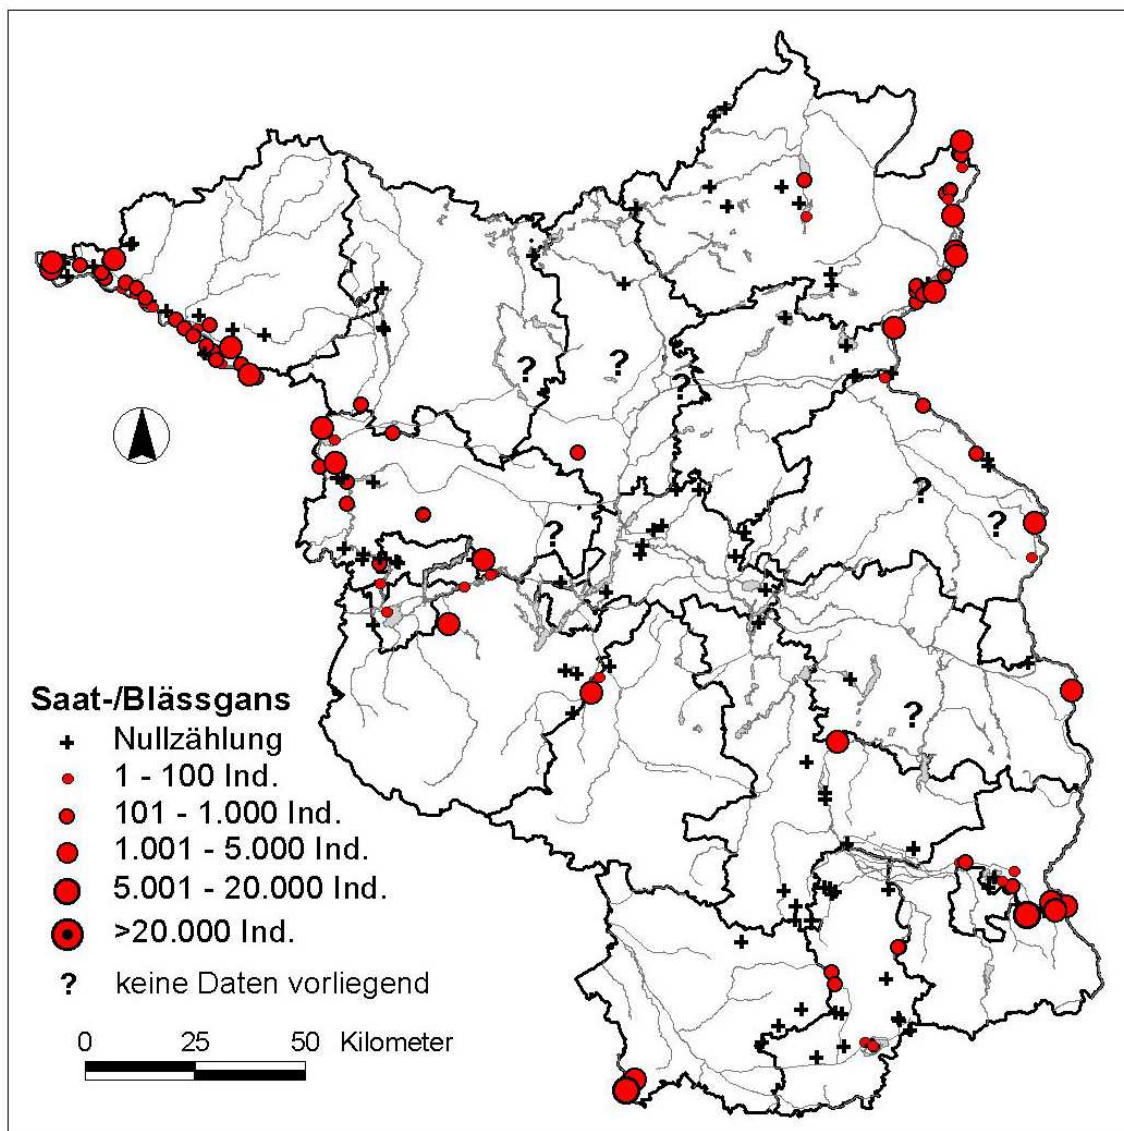 ? ? ?
? ?
?
?
Saat-/Blässgans
Nullzählung
1 - 100 Ind.
101 - 1.000 Ind.
1.001 - 5.000 Ind.
5.001 - 20.000 Ind.
>20.000 Ind.
? keine Daten vorliegend
0 25 50 Kilometer